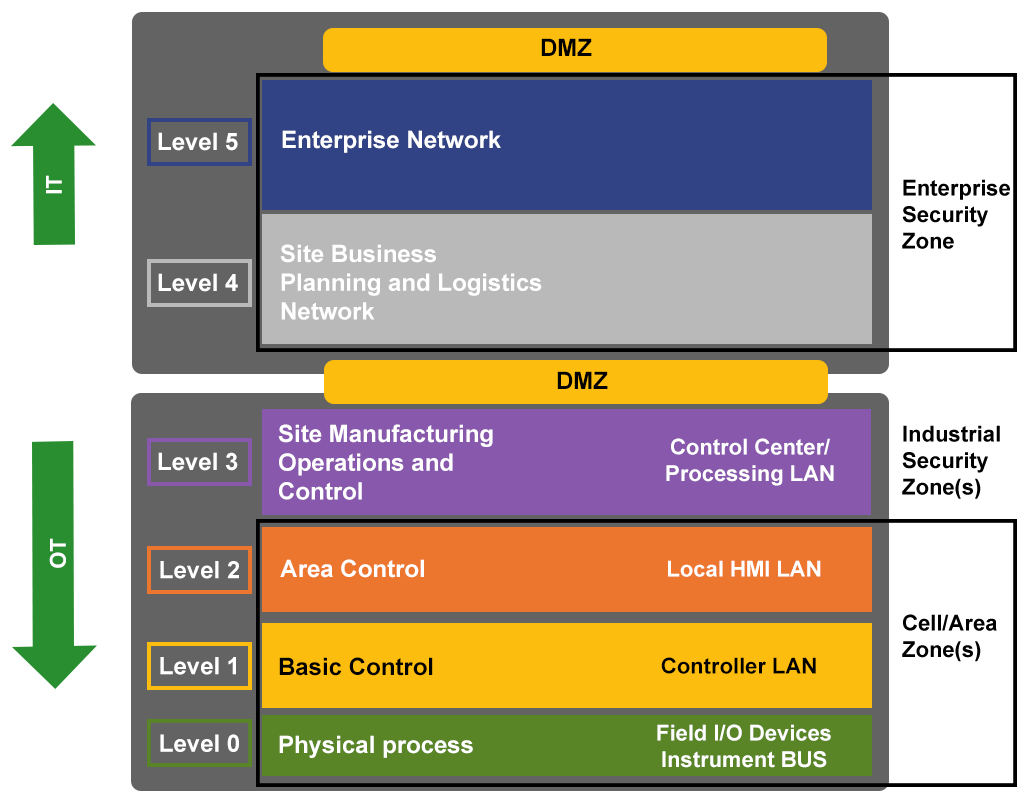 DMZ
IT
Level 5
Enterprise Network
Level 4
Site Business
Planning and Logistics
Network
Enterprise
Security
Zone
DMZ
OT
Level 3
Site Manufacturing
Operations and
Control
Control Center/
Processing LAN
Industrial
Security
Zone(s)
Level 2
Area Control
Local HMI LAN
Level 1
Basic Control
Controller LAN
Cell/Area
Zone(s)
Level 0
Physical process
Field I/O Devices
Instrument BUS